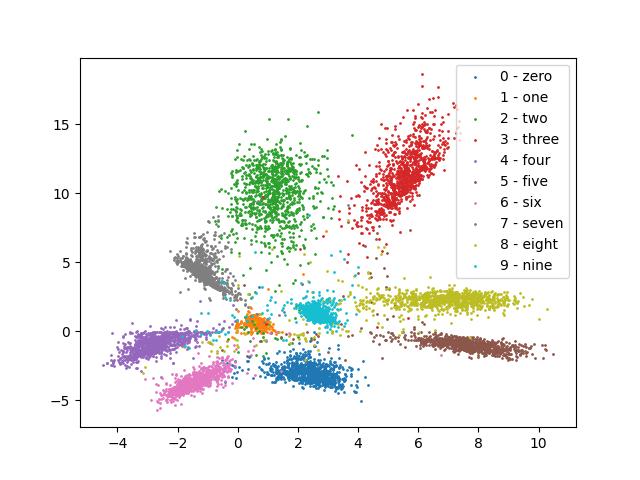 0 - zero
1 - one
2 - two
3 - three
4 - four
5 - five
6 - six
7 - seven
8 - eight
9 - nine
15
10
5
0
−5
−4
−2
0
2
4
6
8
10